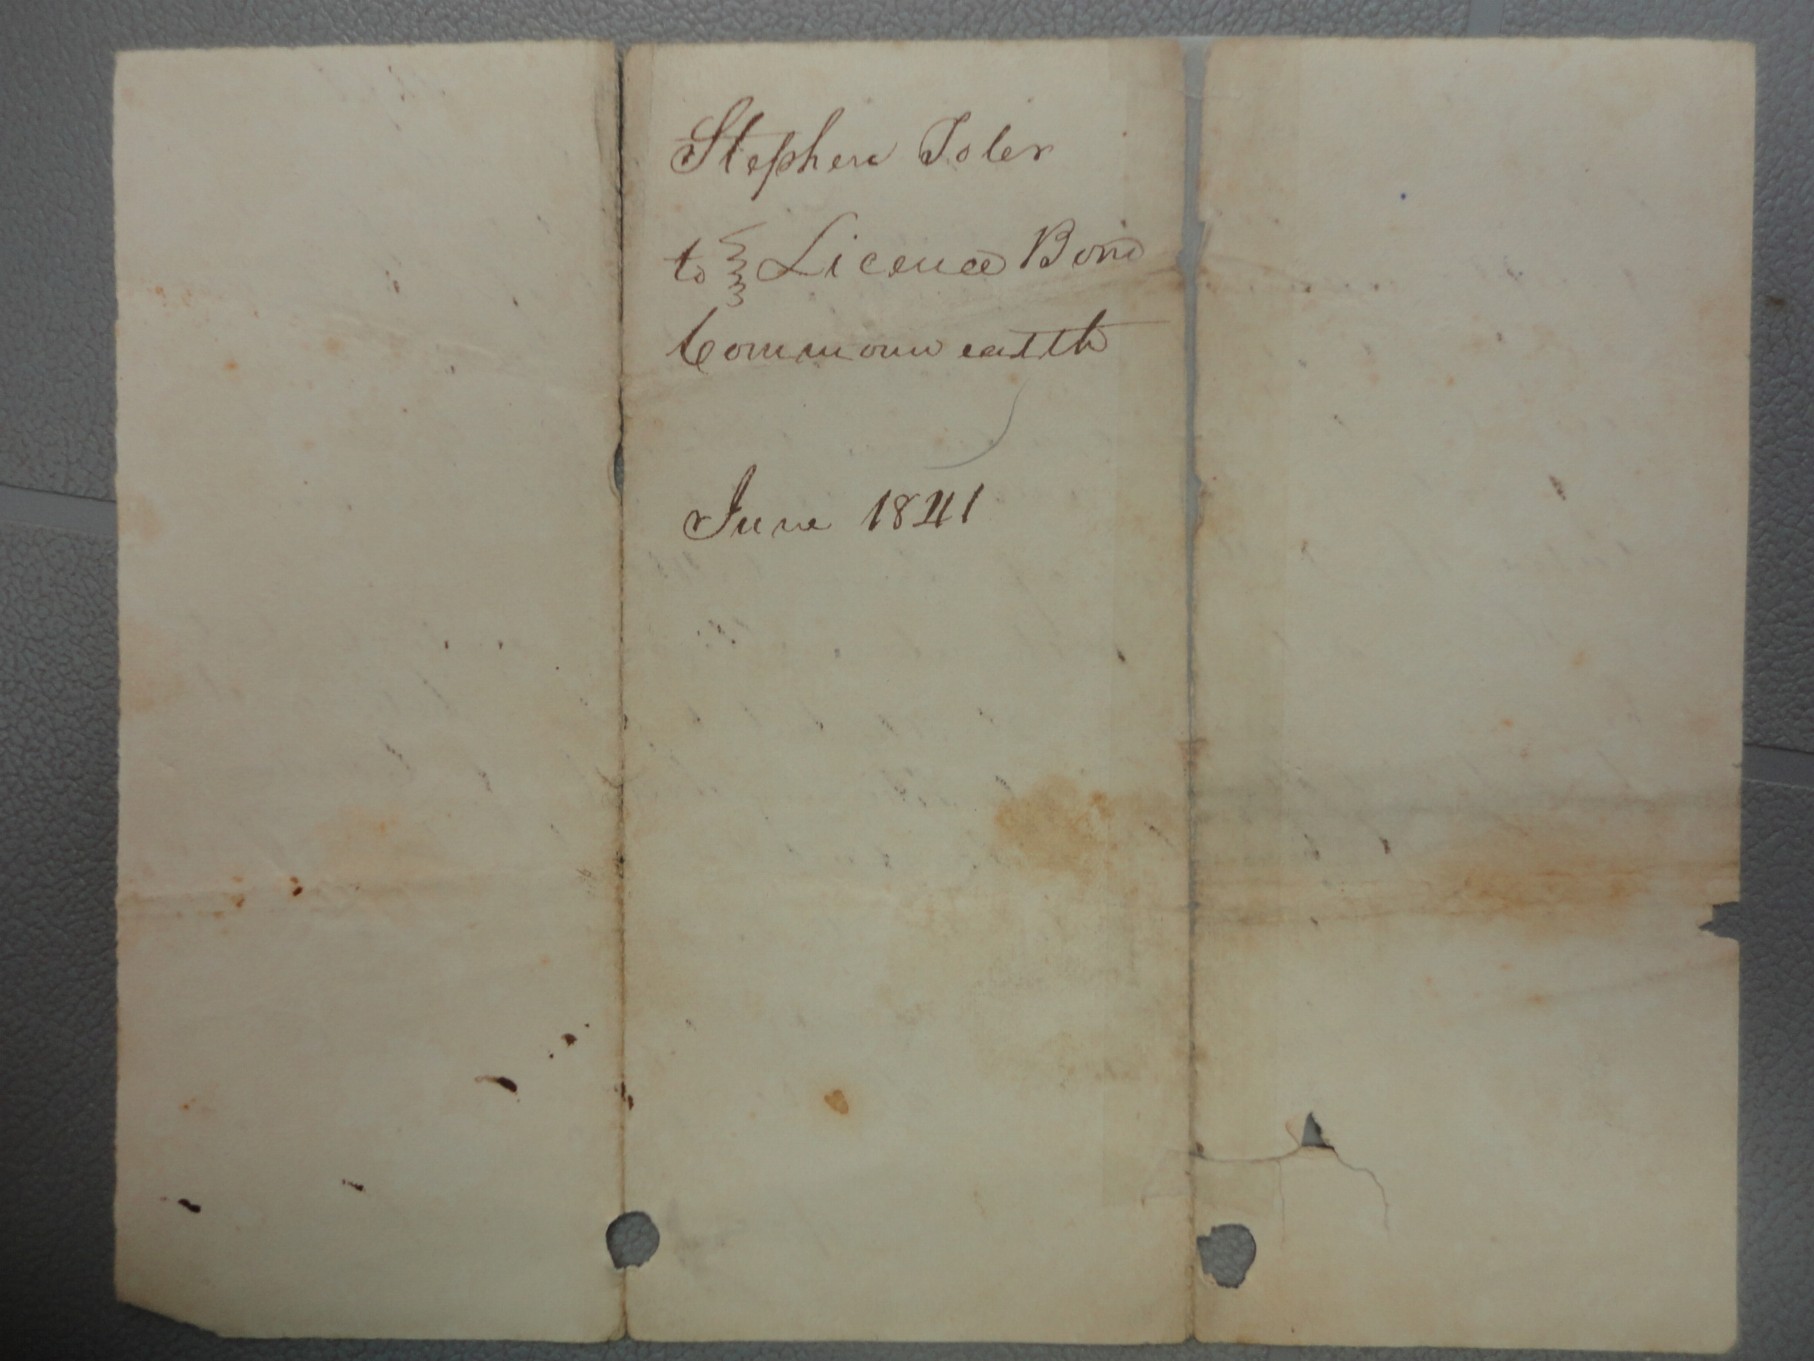 Stephen Toler
to Licence Bond
Commonwealth
June 1841